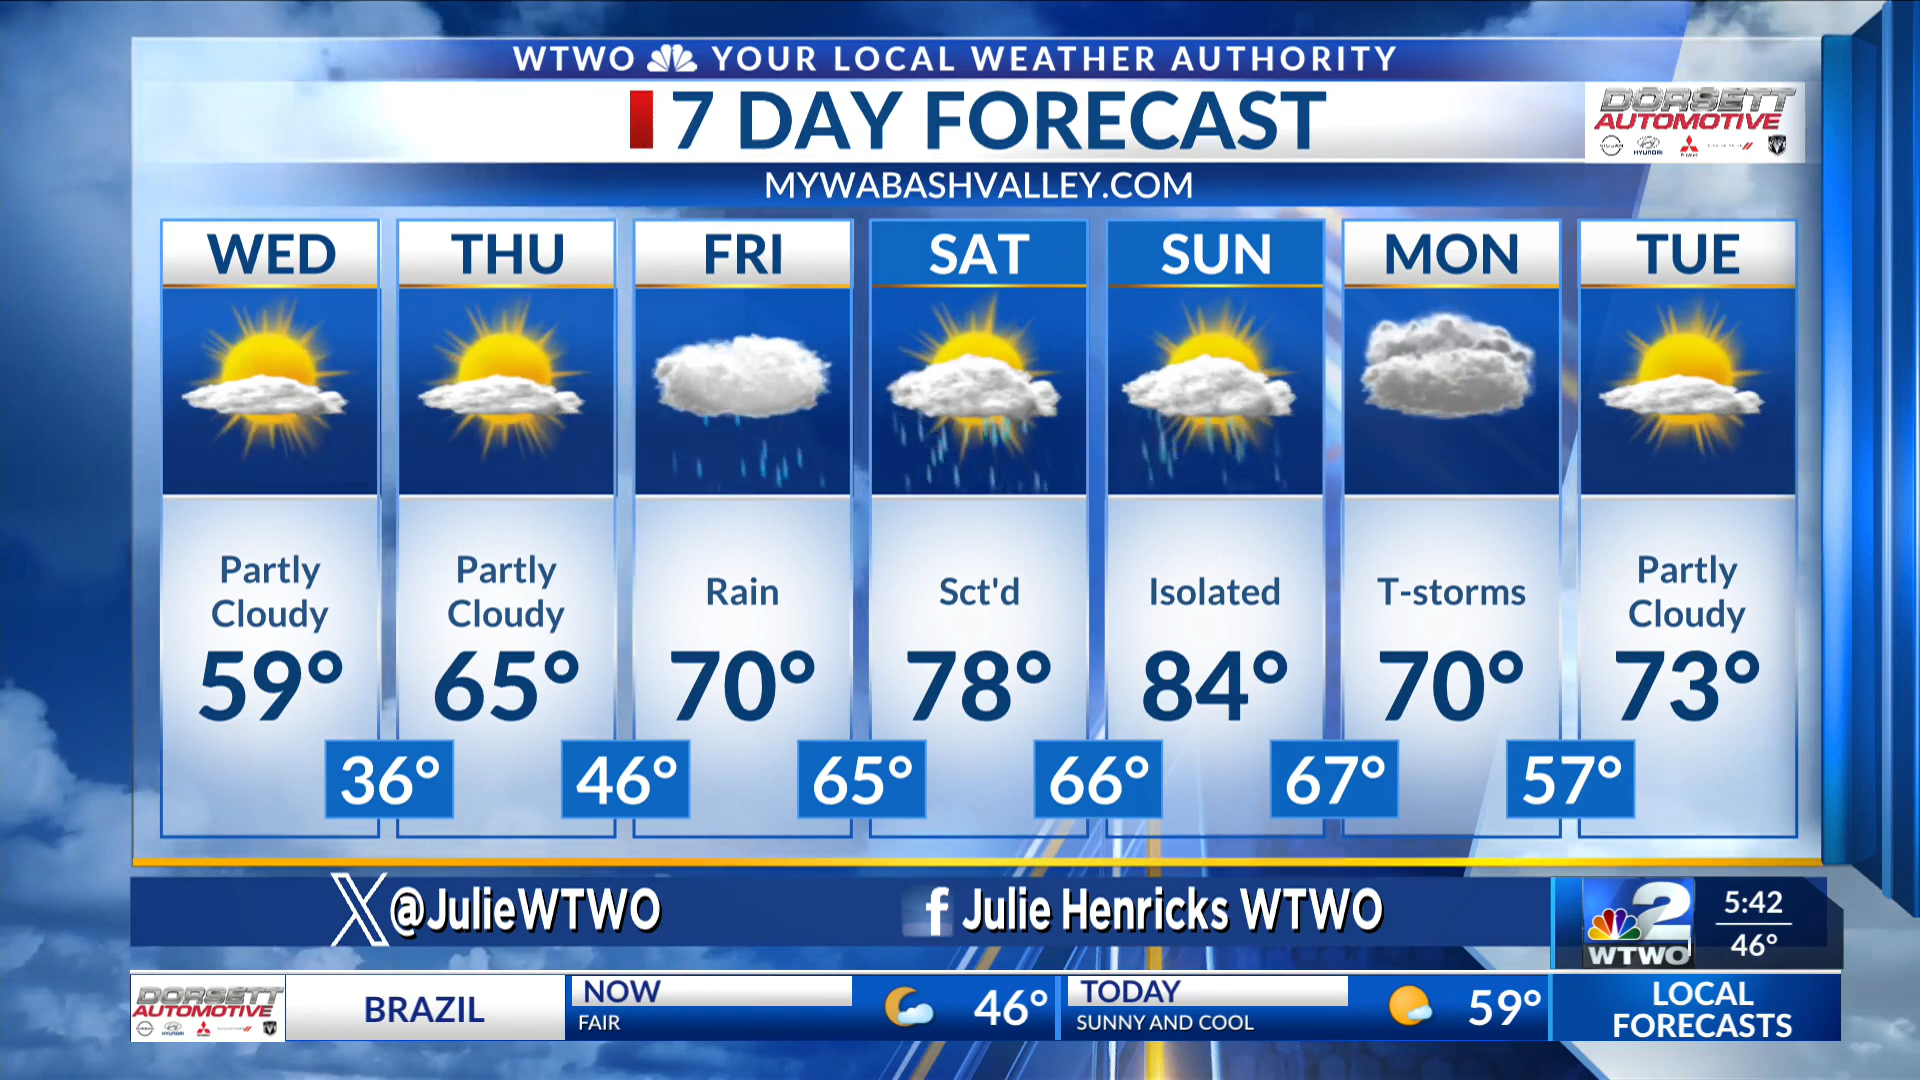 WTWO YOUR LOCAL WEATHER AUTHORITY
7 DAY FORECAST
DORSETT
AUTOMOTIVE
HYUNDAI
MYWABASHVALLEY.COM
WED THU FRI SAT SUN MON TUE
Partly Cloudy
Partly Cloudy
Rain
Sct'd
Isolated
T-storms
Partly Cloudy
59° 65° 70° 78° 84° 70° 73°
36° 46° 65° 66° 67° 57°
X @JulieWTWO
f Julie Henricks WTWO
2
WTWO
5:42
46°
DORSETT
AUTOMOTIVE
BRAZIL
NOW
FAIR
46°
TODAY
SUNNY AND COOL
59°
LOCAL
FORECASTS